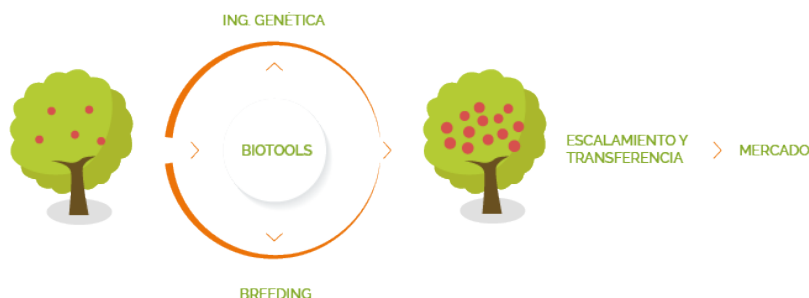 ING. GENÉTICA
BIOTOOLS
ESCALAMIENTO Y
TRANSFERENCIA
MERCADO
BREEDING